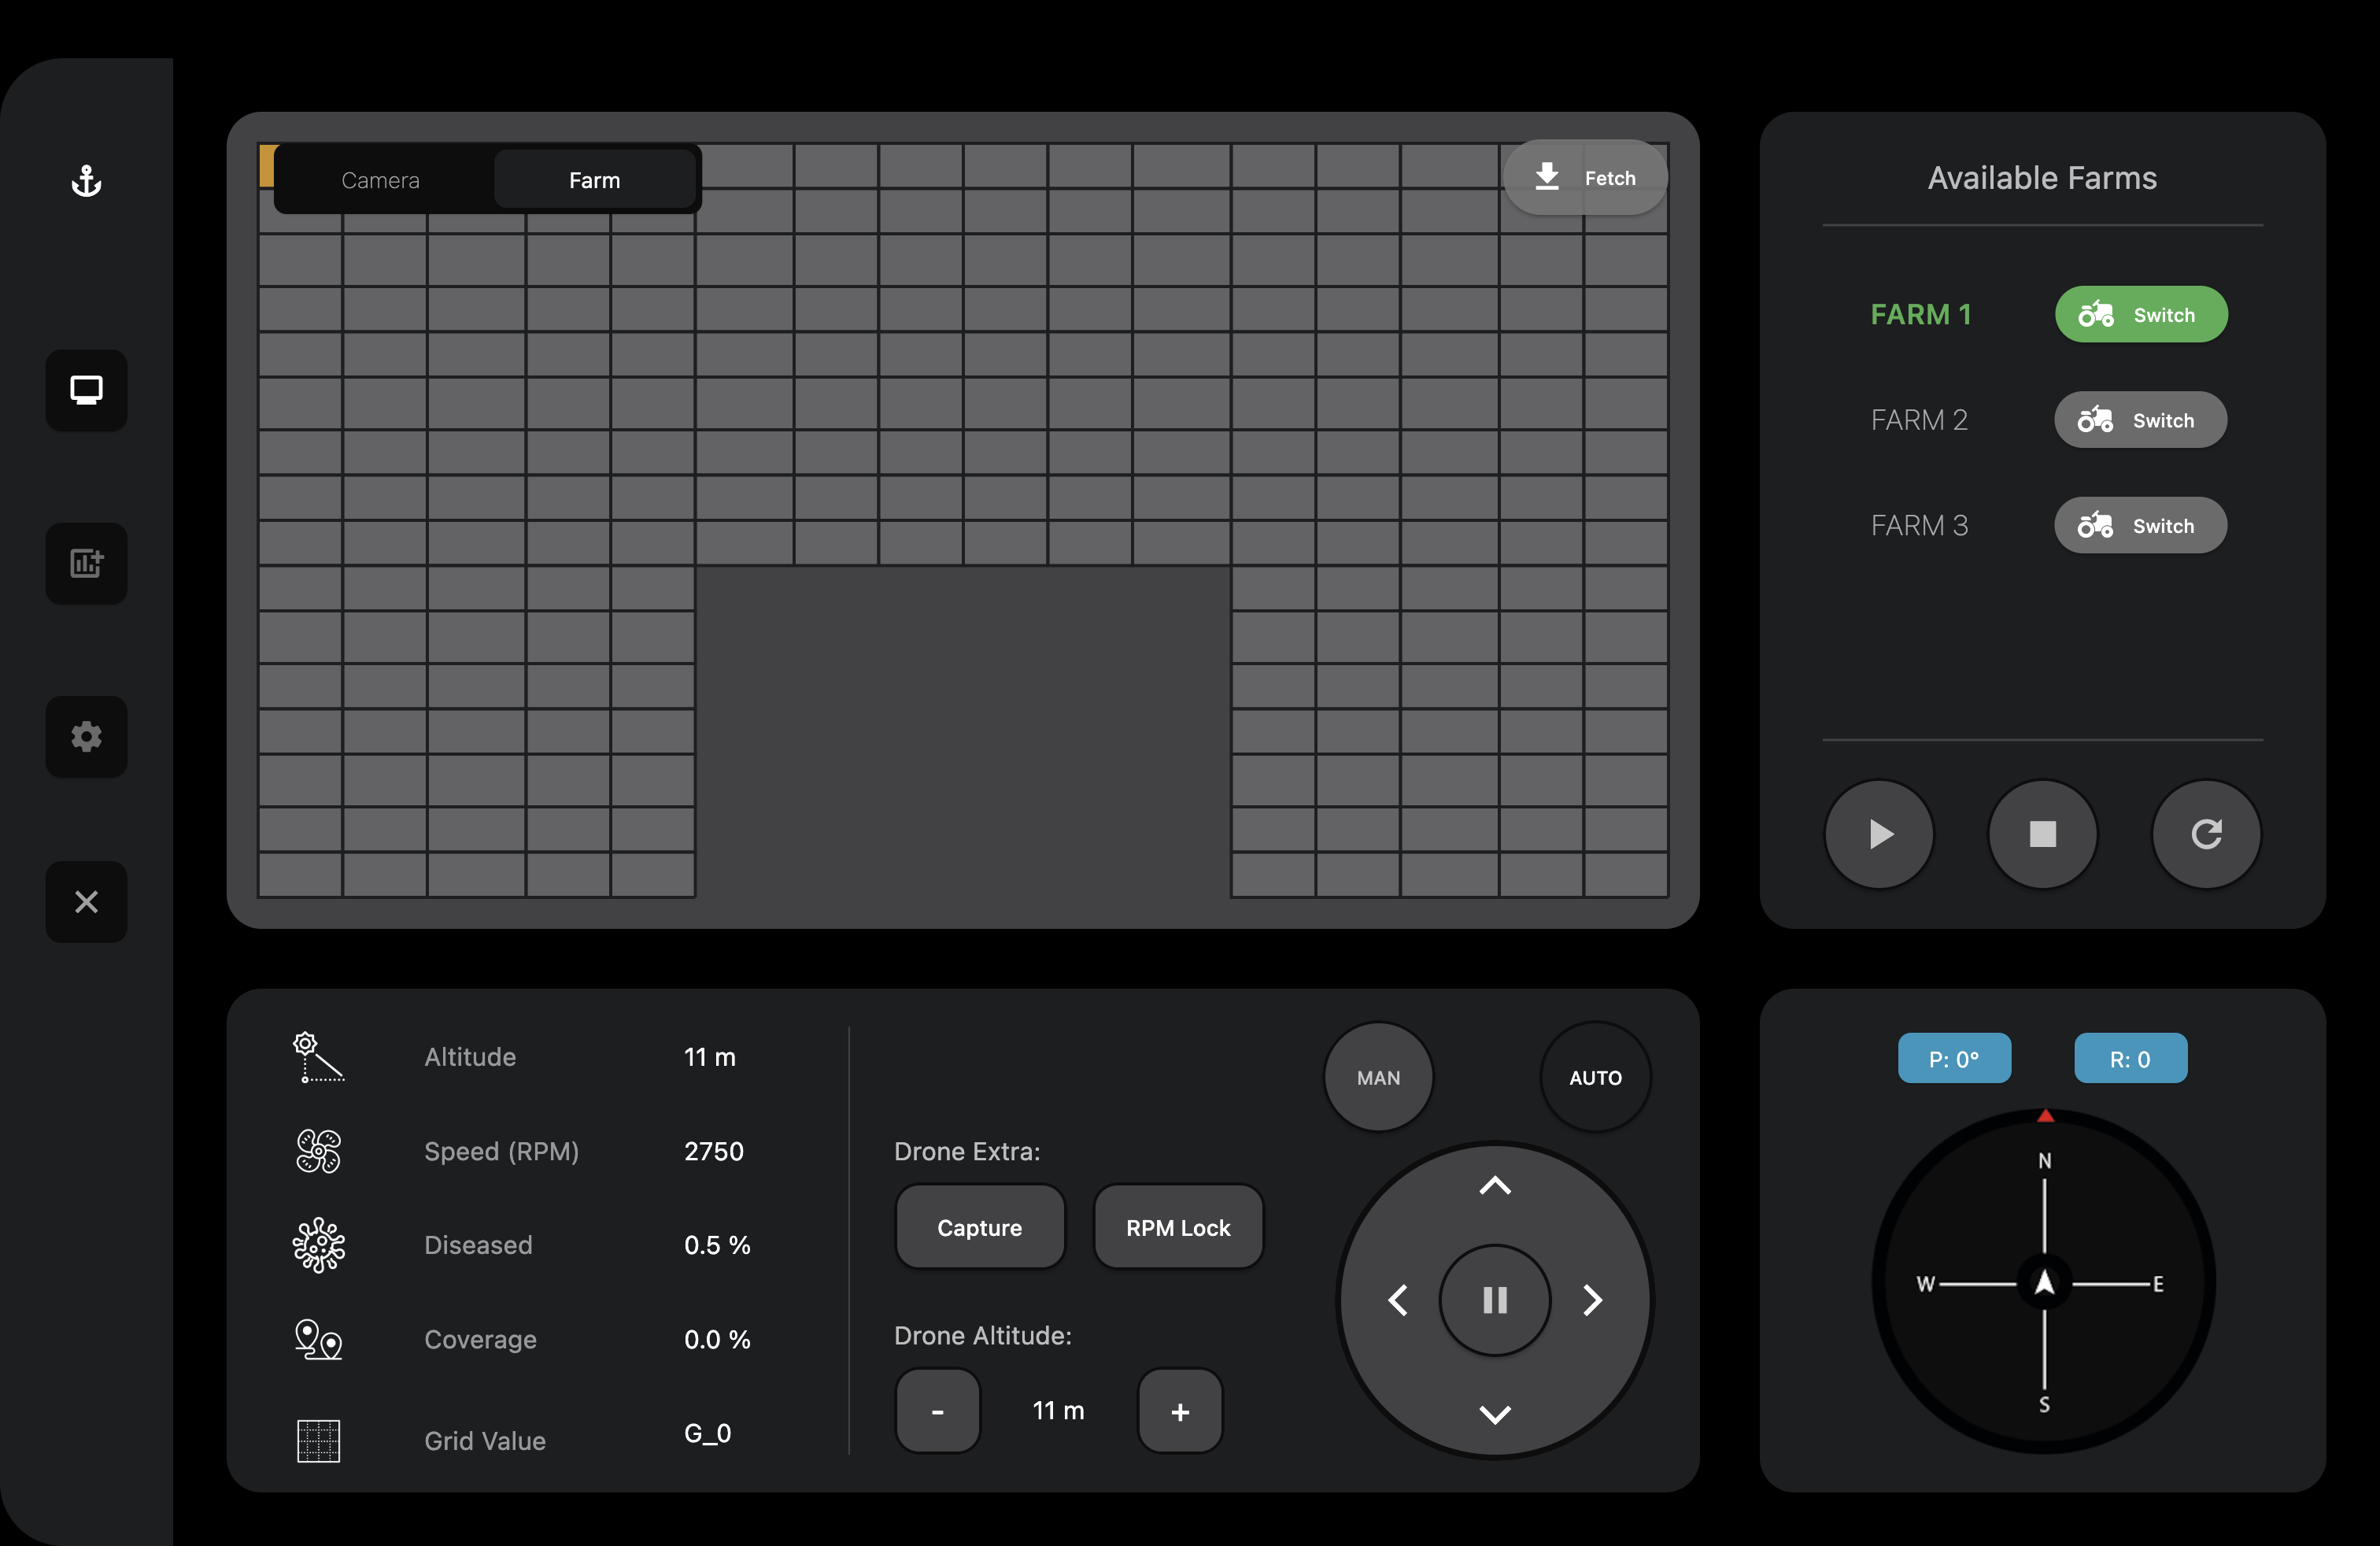 Camera
Farm
Fetch
Available Farms
FARM 1
Switch
FARM 2
Switch
FARM 3
Switch
Altitude
11 m
Speed (RPM)
2750
Diseased
0.5 %
Coverage
0.0 %
Grid Value
G_0
Drone Extra:
Capture
RPM Lock
Drone Altitude:
-
11 m
+
MAN
AUTO
P: 0°
R: 0
N
W
E
S